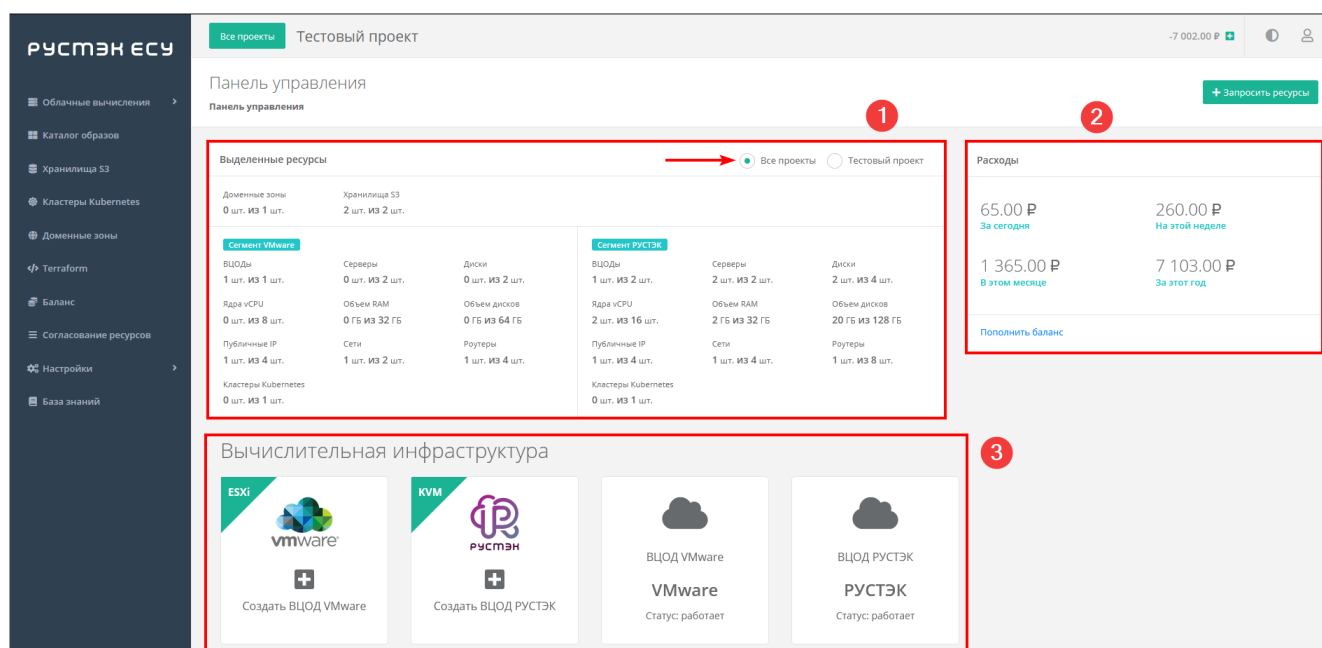 РУСТЭК ЕСУ
Облачные вычисления
Каталог образов
Хранилища S3
Кластеры Kubernetes
Доменные зоны
Terraform
Баланс
Согласование ресурсов
Настройки
База знаний
Все проекты Тестовый проект -7 002.00 ₽
Панель управления
Панель управления
+ Запросить ресурсы
1
2
Выделенные ресурсы Все проекты Тестовый проект
Доменные зоны Хранилища S3
0 шт. ИЗ 1 шт. 2 шт. ИЗ 2 шт.
Сегмент VMware
ВЦОДы Серверы Диски
1 шт. ИЗ 1 шт. 0 шт. ИЗ 2 шт. 0 шт. ИЗ 2 шт.
Ядра vCPU Объем RAM Объем дисков
0 шт. ИЗ 8 шт. 0 ГБ ИЗ 32 ГБ 0 ГБ ИЗ 64 ГБ
Публичные IP Сети Роутеры
1 шт. ИЗ 4 шт. 1 шт. ИЗ 2 шт. 1 шт. ИЗ 4 шт.
Кластеры Kubernetes
0 шт. ИЗ 1 шт.
Сегмент РУСТЭК
ВЦОДы Серверы Диски
1 шт. ИЗ 2 шт. 2 шт. ИЗ 2 шт. 2 шт. ИЗ 4 шт.
Ядра vCPU Объем RAM Объем дисков
2 шт. ИЗ 16 шт. 2 ГБ ИЗ 32 ГБ 20 ГБ ИЗ 128 ГБ
Публичные IP Сети Роутеры
1 шт. ИЗ 4 шт. 1 шт. ИЗ 4 шт. 1 шт. ИЗ 8 шт.
Кластеры Kubernetes
0 шт. ИЗ 1 шт.
Расходы
65.00 ₽ 260.00 ₽
За сегодня На этой неделе
1 365.00 ₽ 7 103.00 ₽
В этом месяце За этот год
Пополнить баланс
Вычислительная инфраструктура
3
ESXi
vmware
Создать ВЦОД VMware
KVM
РУСТЭК
Создать ВЦОД РУСТЭК
ВЦОД VMware
VMware
Статус: работает
ВЦОД РУСТЭК
РУСТЭК
Статус: работает